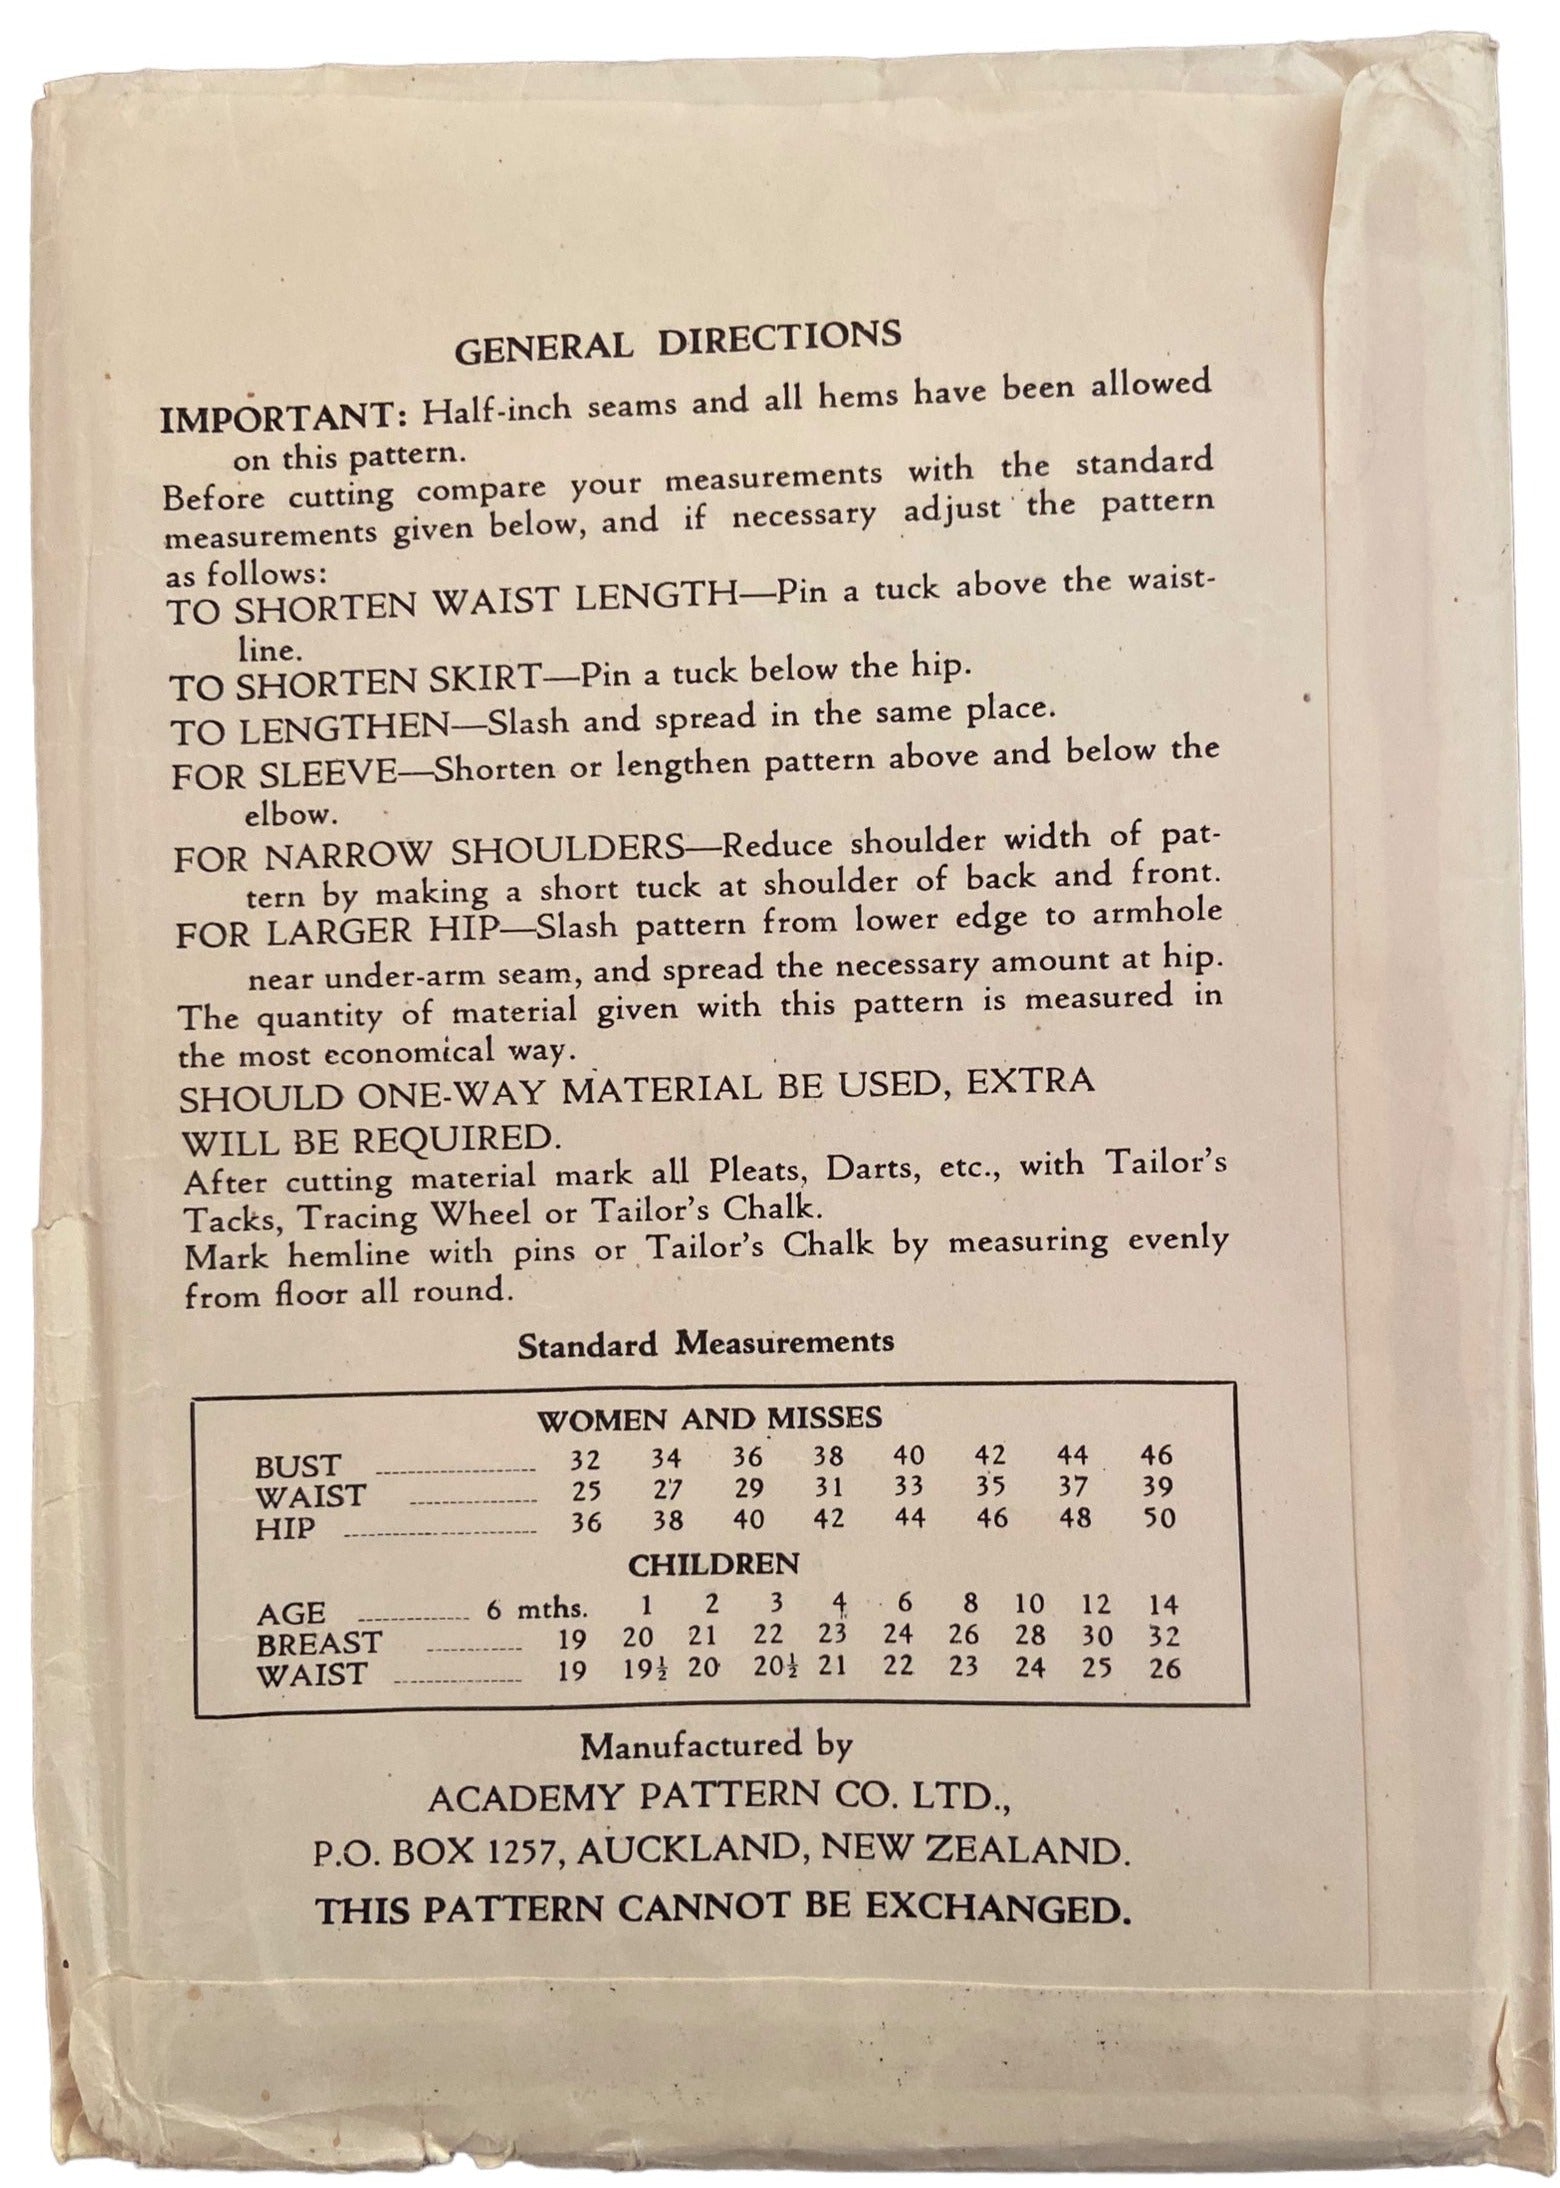 GENERAL DIRECTIONS
IMPORTANT: Half-inch seams and all hems have been allowed
on this pattern.
Before cutting compare your measurements with the standard
measurements given below, and if necessary adjust the pattern
as follows:
TO SHORTEN WAIST LENGTH—Pin a tuck above the waist-
line.
TO SHORTEN SKIRT—Pin a tuck below the hip.
TO LENGTHEN—Slash and spread in the same place.
FOR SLEEVE—Shorten or lengthen pattern above and below the
elbow.
FOR NARROW SHOULDERS—Reduce shoulder width of pat-
tern by making a short tuck at shoulder of back and front.
FOR LARGER HIP—Slash pattern from lower edge to armhole
near under-arm seam, and spread the necessary amount at hip.
The quantity of material given with this pattern is measured in
the most economical way.
SHOULD ONE-WAY MATERIAL BE USED, EXTRA
WILL BE REQUIRED.
After cutting material mark all Pleats, Darts, etc., with Tailor's
Tacks, Tracing Wheel or Tailor's Chalk.
Mark hemline with pins or Tailor's Chalk by measuring evenly
from floor all round.
Standard Measurements
WOMEN AND MISSES
BUST 32 34 36 38 40 42 44 46
WAIST 25 27 29 31 33 35 37 39
HIP 36 38 40 42 44 46 48 50
CHILDREN
AGE 6 mths. 1 2 3 4 6 8 10 12 14
BREAST 19 20 21 22 23 24 26 28 30 32
WAIST 19 19½ 20 20½ 21 22 23 24 25 26
Manufactured by
ACADEMY PATTERN CO. LTD.,
P.O. BOX 1257, AUCKLAND, NEW ZEALAND.
THIS PATTERN CANNOT BE EXCHANGED.